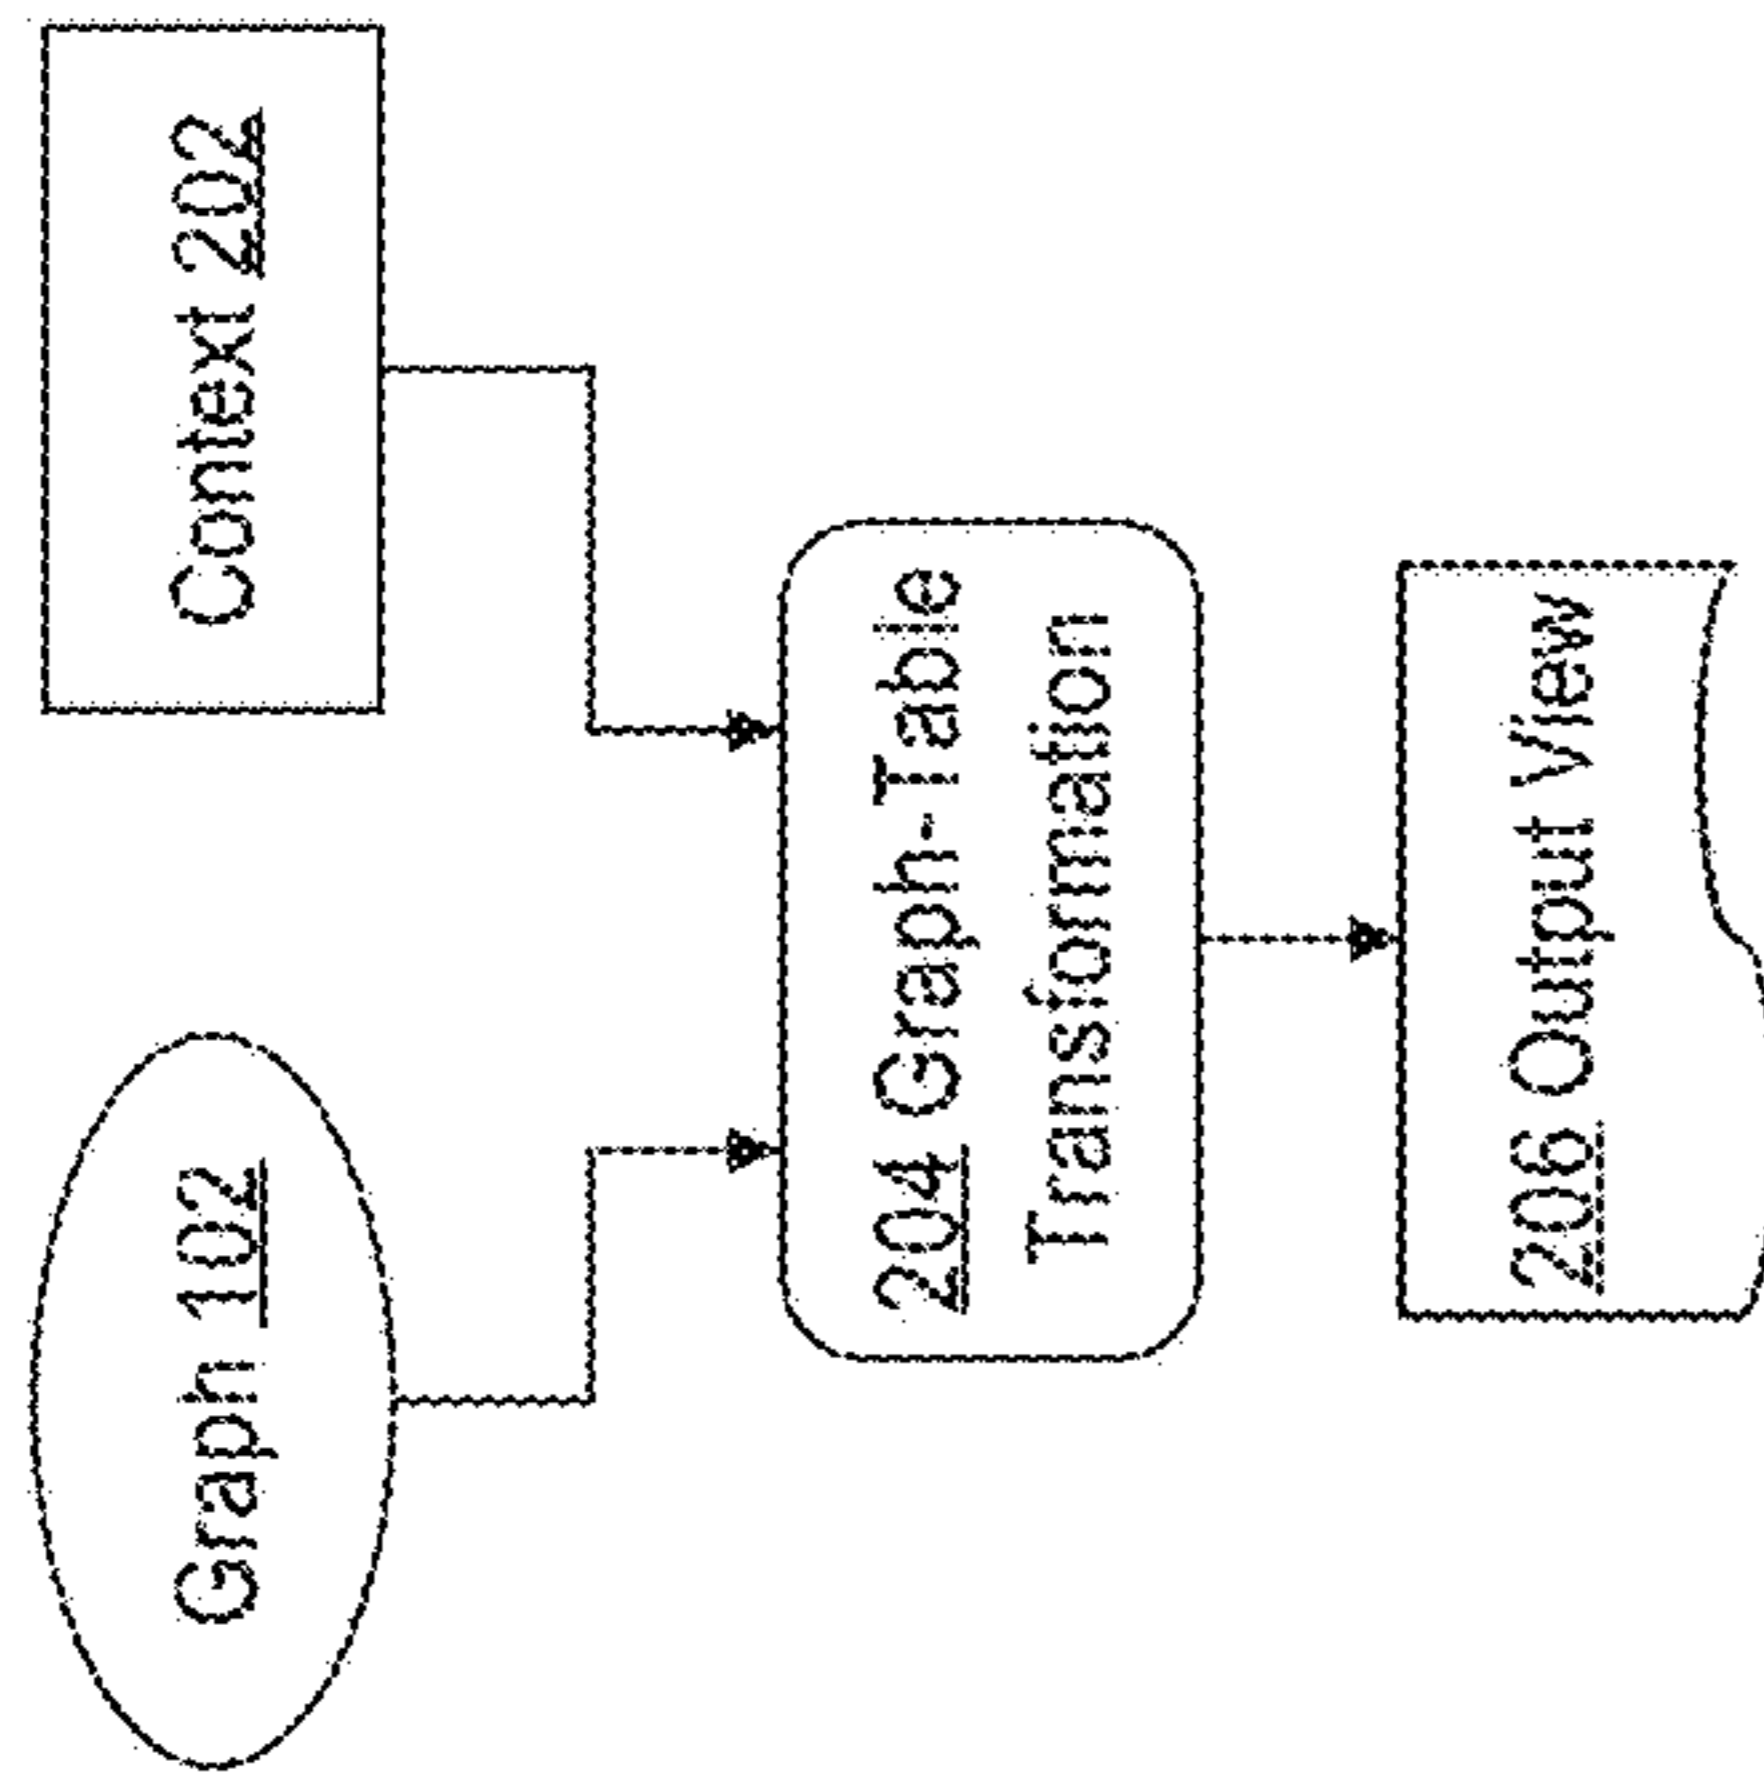 Graph 102
Context 202
204 Graph-Table
Transformation
206 Output View